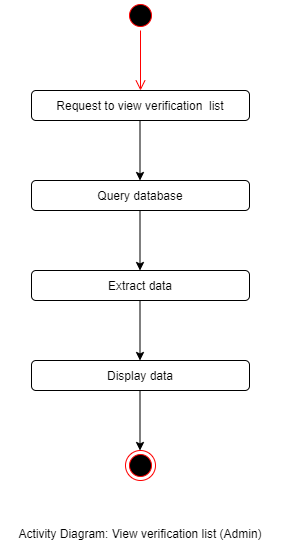 Request to view verification list
Query database
Extract data
Display data
Activity Diagram: View verification list (Admin)